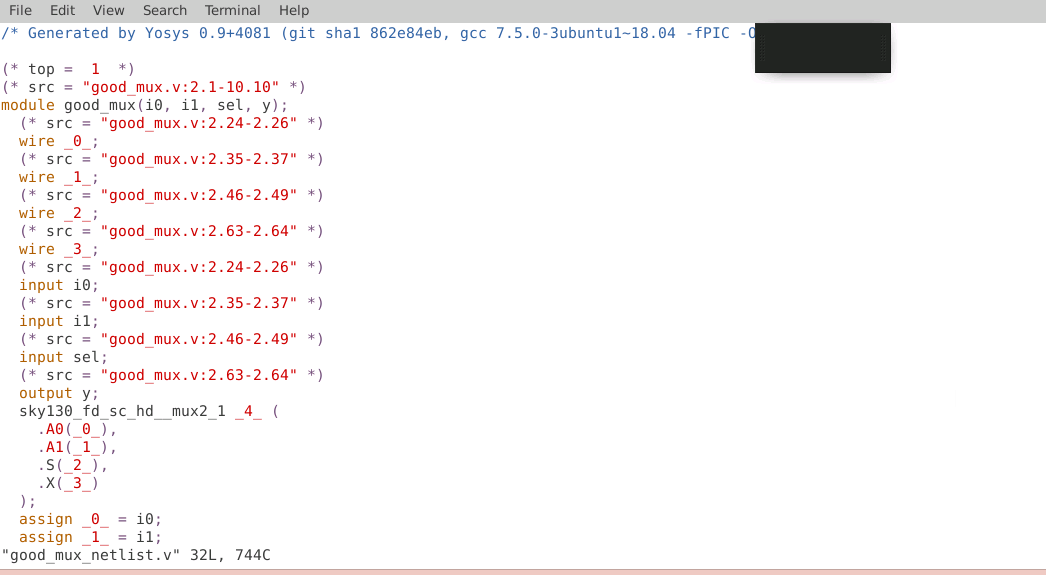 File Edit View Search Terminal Help
/* Generated by Yosys 0.9+4081 (git sha1 862e84eb, gcc 7.5.0-3ubuntu1~18.04 -fPIC
(* top =  1  *)
(* src = "good_mux.v:2.1-10.10" *)
module good_mux(i0, i1, sel, y);
  (* src = "good_mux.v:2.24-2.26" *)
  wire _0_;
  (* src = "good_mux.v:2.35-2.37" *)
  wire _1_;
  (* src = "good_mux.v:2.46-2.49" *)
  wire _2_;
  (* src = "good_mux.v:2.63-2.64" *)
  wire _3_;
  (* src = "good_mux.v:2.24-2.26" *)
  input i0;
  (* src = "good_mux.v:2.35-2.37" *)
  input i1;
  (* src = "good_mux.v:2.46-2.49" *)
  input sel;
  (* src = "good_mux.v:2.63-2.64" *)
  output y;
  sky130_fd_sc_hd__mux2_1 _4_ (
    .A0(_0_),
    .A1(_1_),
    .S(_2_),
    .X(_3_)
  );
  assign _0_ = i0;
  assign _1_ = i1;
"good_mux_netlist.v" 32L, 744C